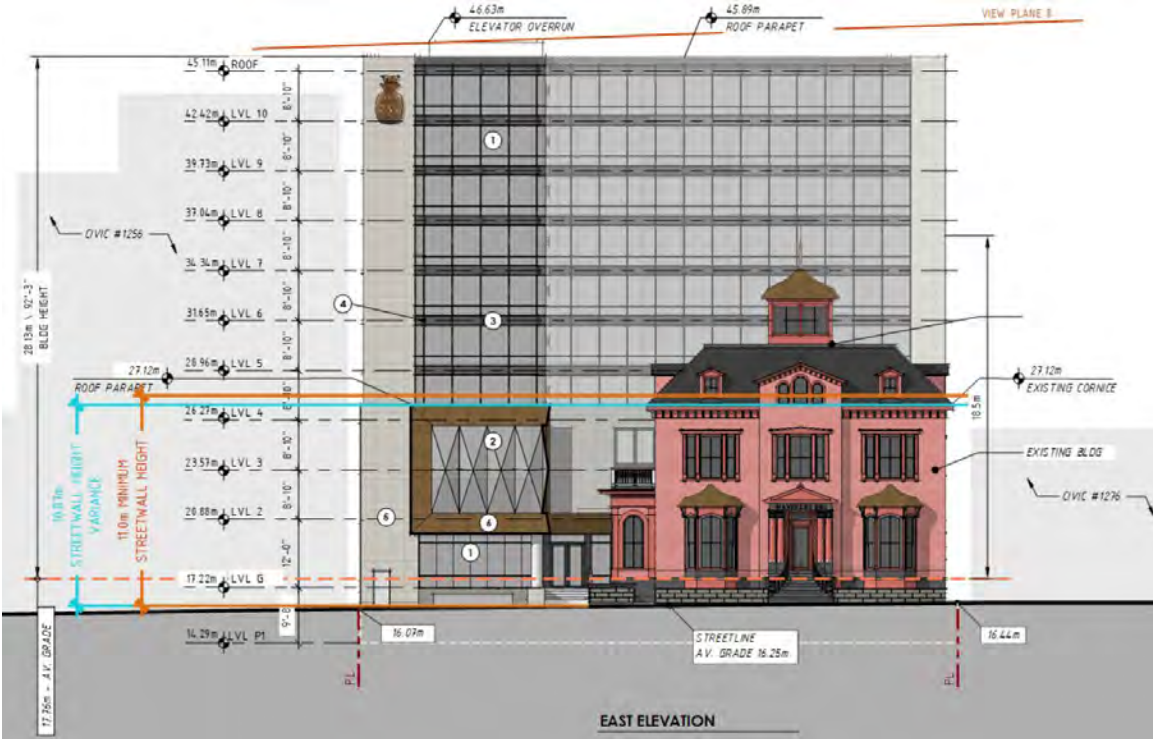 46.63m
ELEVATOR OVERRUN
45.89m
ROOF PARAPET
VIEW PLANE 8
45.11m ROOF
8'-10"
42.42m LVL 10
8'-10"
1
39.73m LVL 9
8'-10"
37.04m LVL 8
CIVIC #1256
8'-10"
34.34m LVL 7
28.13m \ 92'-3"
BLDG HEIGHT
8'-10"
4
31.65m LVL 6
3
8'-10"
28.96m LVL 5
27.12m
ROOF PARAPET
27.12m
EXISTING CORNICE
8'-10"
18.5m
26.27m LVL 4
2
8'-10"
STREETWALL HEIGHT
VARIANCE
11.0m MINIMUM
STREETWALL HEIGHT
EXISTING BLDG
23.57m LVL 3
8'-10"
CIVIC #1276
20.88m LVL 2
6
6
12'-0"
1
17.22m LVL G
9'-8
14.29m LVL P1
16.07m
STREETLINE
AV. GRADE 16.25m
16.44m
17.76m - AV. GRADE
PL
PL
EAST ELEVATION